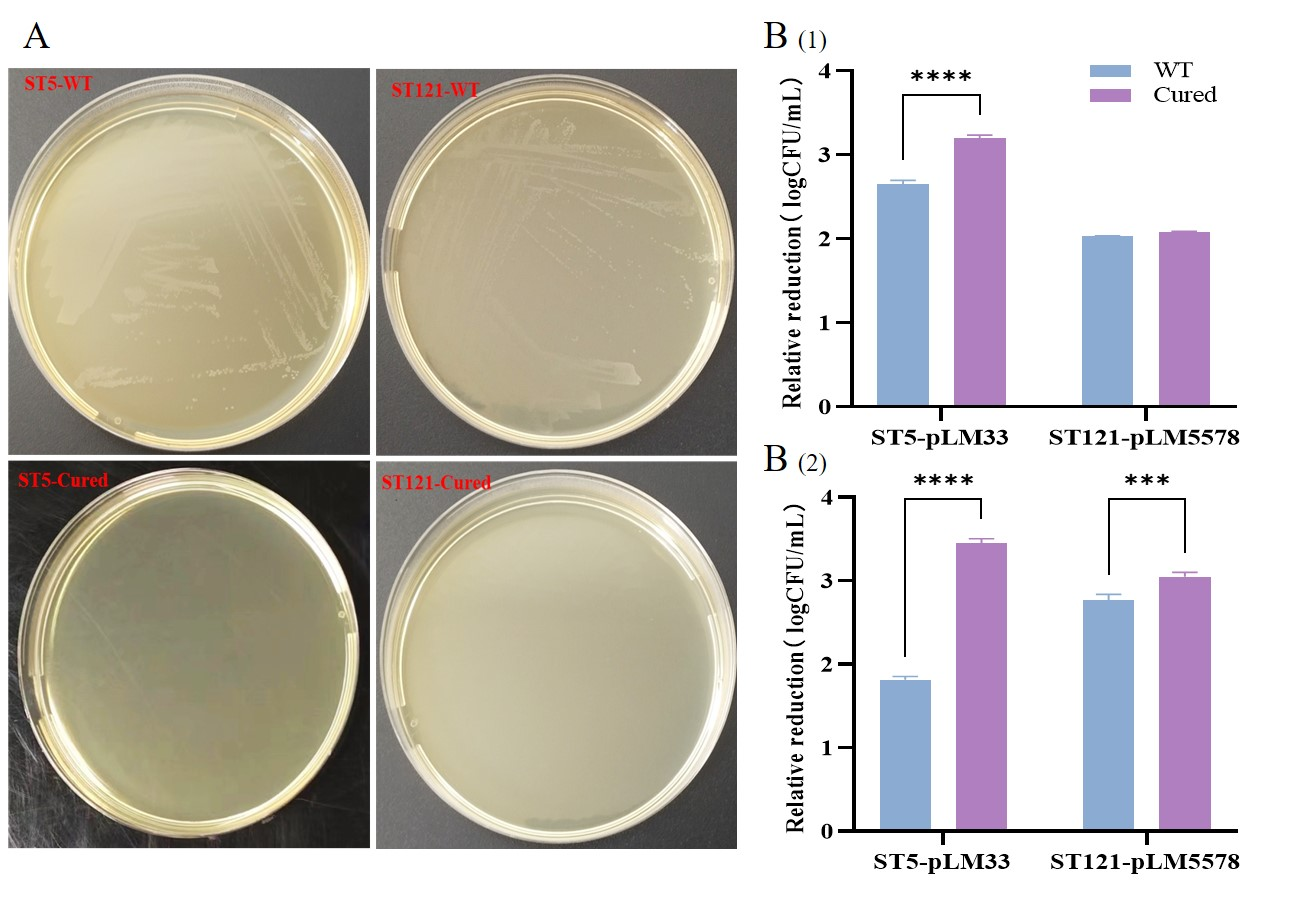 A
ST5-WT
ST121-WT
ST5-Cured
ST121-Cured
B (1)
WT
Cured
****
Relative reduction( logCFU/mL)
4
3
2
1
0
ST5-pLM33
ST121-pLM5578
B (2)
****
***
Relative reduction( logCFU/mL)
4
3
2
1
0
ST5-pLM33
ST121-pLM5578